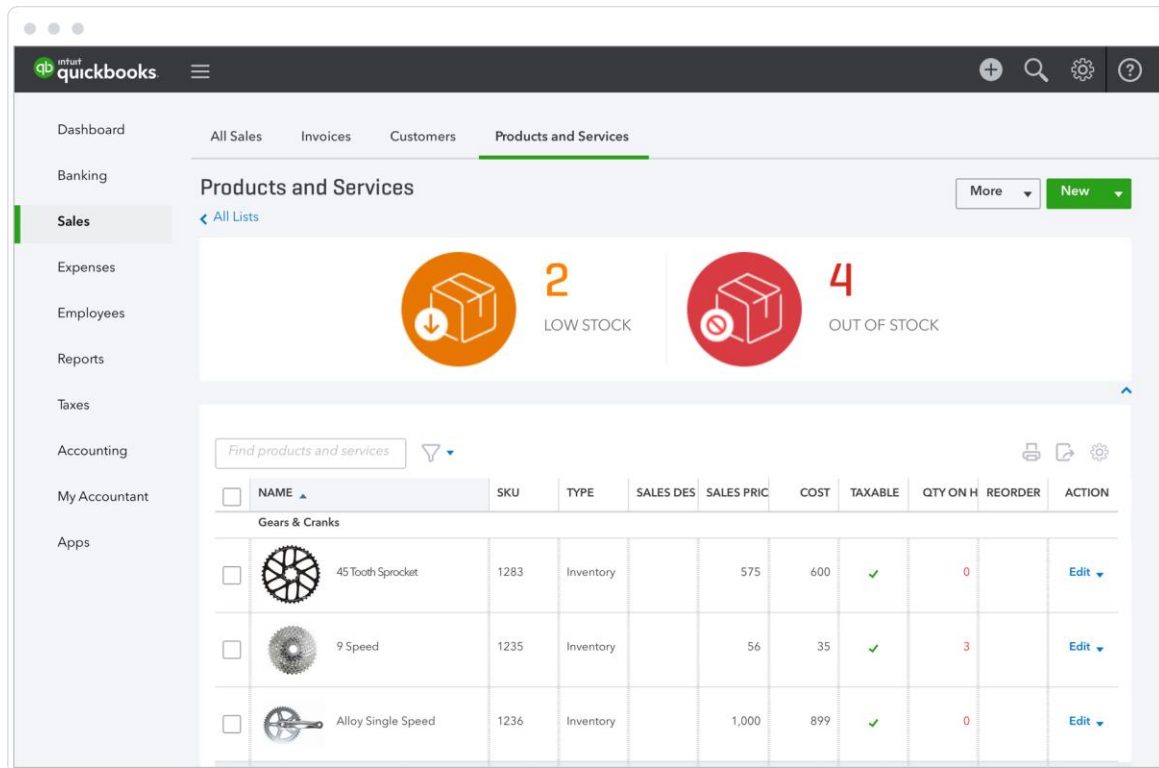 intuit
quickbooks.
Dashboard
Banking
Sales
Expenses
Employees
Reports
Taxes
Accounting
My Accountant
Apps
All Sales Invoices Customers Products and Services
Products and Services
All Lists
More New
2
LOW STOCK
4
OUT OF STOCK
Find products and services
NAME SKU TYPE SALES DES SALES PRIC COST TAXABLE QTY ON H REORDER ACTION
Gears & Cranks
45 Tooth Sprocket 1283 Inventory 575 600 0 Edit
9 Speed 1235 Inventory 56 35 3 Edit
Alloy Single Speed 1236 Inventory 1,000 899 0 Edit